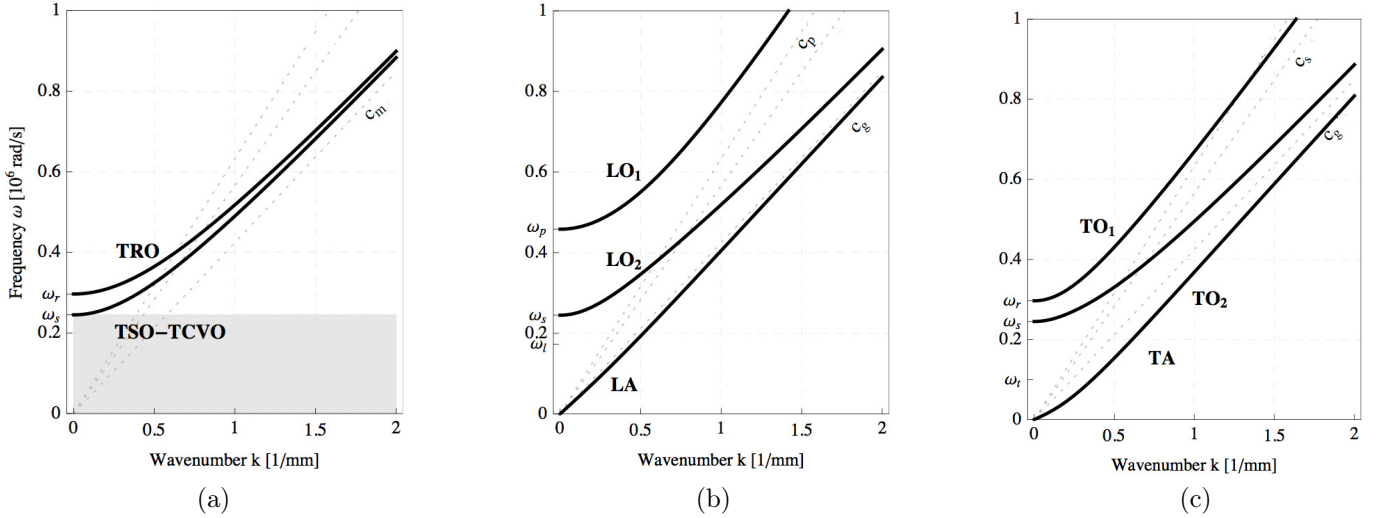 1
0.8
0.6
0.4
ωr
ωs
0.2
0
Frequency ω [10⁶ rad/s]
TRO
TSO−TCVO
cm
0 0.5 1 1.5 2
Wavenumber k [1/mm]
(a)
1
0.8
0.6
ωp
0.4
ωs
0.2
ωl
0
LO1
LO2
LA
cp
cg
0 0.5 1 1.5 2
Wavenumber k [1/mm]
(b)
1
0.8
0.6
0.4
ωr
ωs
0.2
ωt
0
TO1
TO2
TA
cs
cg
0 0.5 1 1.5 2
Wavenumber k [1/mm]
(c)